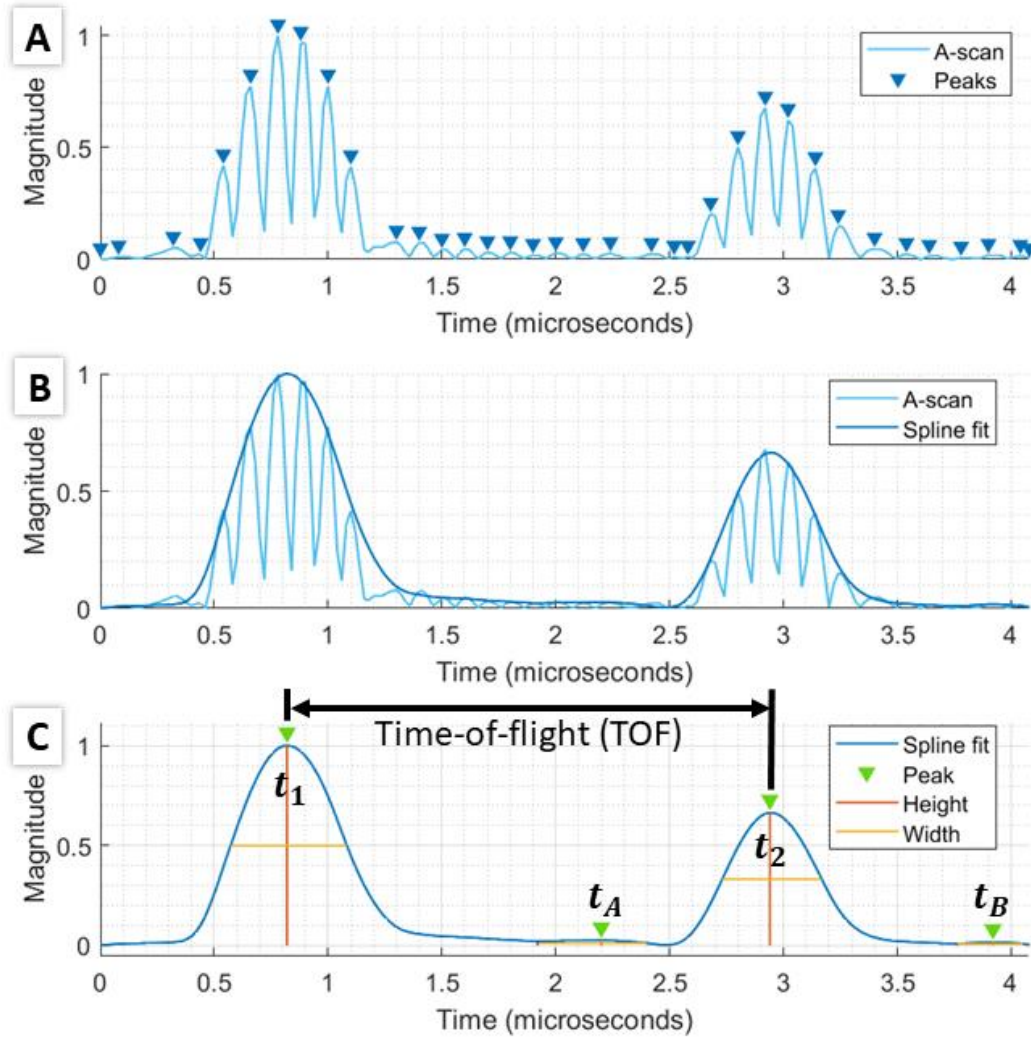 A
Magnitude
1
0.5
0
A-scan
Peaks
0 0.5 1 1.5 2 2.5 3 3.5 4
Time (microseconds)
B
Magnitude
1
0.5
0
A-scan
Spline fit
0 0.5 1 1.5 2 2.5 3 3.5 4
Time (microseconds)
C
Time-of-flight (TOF)
Magnitude
1
0.5
0
t1
t2
tA
tB
Spline fit
Peak
Height
Width
0 0.5 1 1.5 2 2.5 3 3.5 4
Time (microseconds)